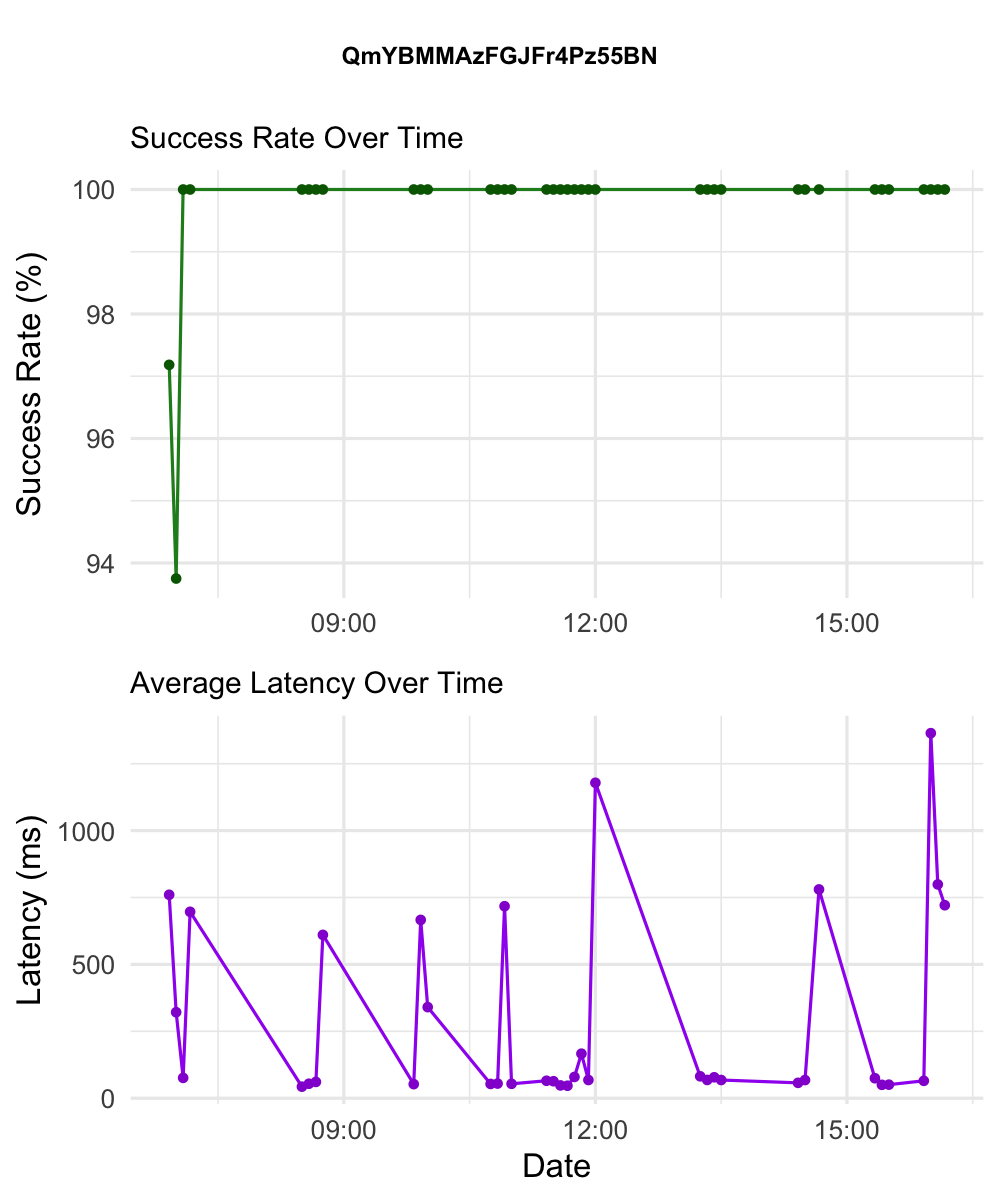 QmYBMMAzFGJFr4Pz55BN
Success Rate Over Time
Success Rate (%)
100
98
96
94
09:00 12:00 15:00
Average Latency Over Time
Latency (ms)
1000
500
0
09:00 12:00 15:00
Date